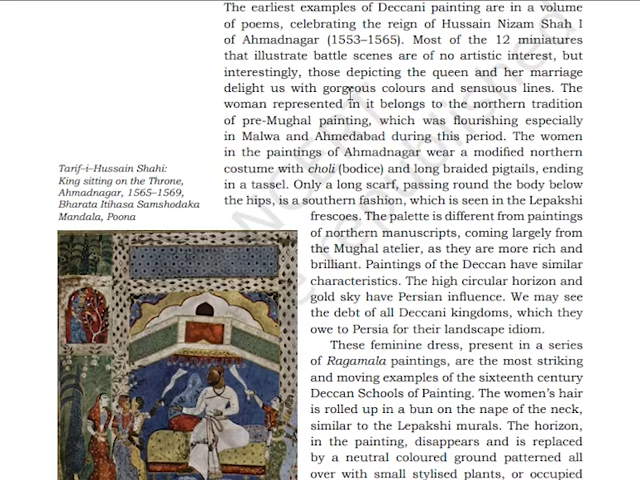 The earliest examples of Deccani painting are in a volume
of poems, celebrating the reign of Hussain Nizam Shah I
of Ahmadnagar (1553–1565). Most of the 12 miniatures
that illustrate battle scenes are of no artistic interest, but
interestingly, those depicting the queen and her marriage
delight us with gorgeous colours and sensuous lines. The
woman represented in it belongs to the northern tradition
of pre-Mughal painting, which was flourishing especially
in Malwa and Ahmedabad during this period. The women
in the paintings of Ahmadnagar wear a modified northern
costume with choli (bodice) and long braided pigtails, ending
in a tassel. Only a long scarf, passing round the body below
the hips, is a southern fashion, which is seen in the Lepakshi
frescoes. The palette is different from paintings
of northern manuscripts, coming largely from
the Mughal atelier, as they are more rich and
brilliant. Paintings of the Deccan have similar
characteristics. The high circular horizon and
gold sky have Persian influence. We may see
the debt of all Deccani kingdoms, which they
owe to Persia for their landscape idiom.
These feminine dress, present in a series
of Ragamala paintings, are the most striking
and moving examples of the sixteenth century
Deccan Schools of Painting. The women's hair
is rolled up in a bun on the nape of the neck,
similar to the Lepakshi murals. The horizon,
in the painting, disappears and is replaced
by a neutral coloured ground patterned all
over with small stylised plants, or occupied
Tarif–i–Hussain Shahi:
King sitting on the Throne,
Ahmadnagar, 1565–1569,
Bharata Itihasa Samshodaka
Mandala, Poona
republished